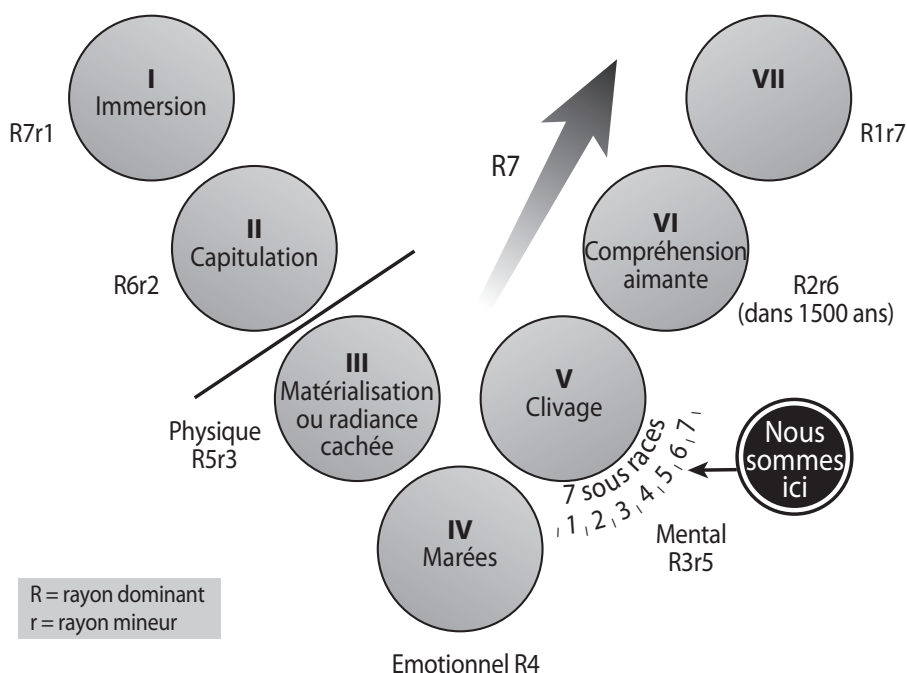 I
Immersion
R7r1
II
Capitulation
R6r2
III
Matérialisation
ou radiance
cachée
Physique
R5r3
IV
Marées
Emotionnel R4
V
Clivage
7 sous races
1 2 3 4 5 6 7
Mental
R3r5
Nous
sommes
ici
R7
VI
Compréhension
aimante
R2r6
(dans 1500 ans)
VII
R1r7
R = rayon dominant
r = rayon mineur